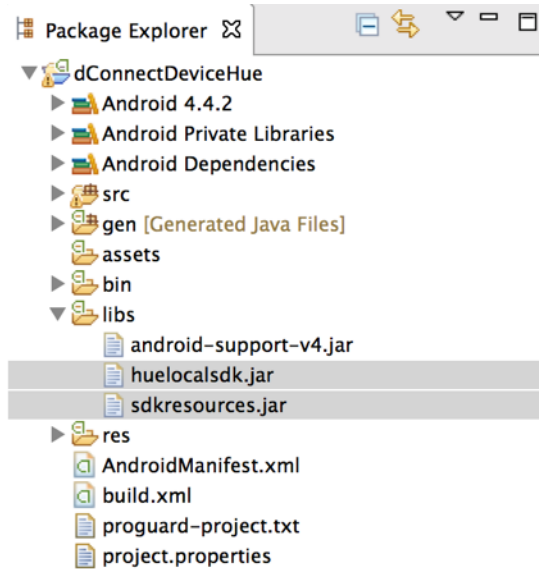 Package Explorer
dConnectDeviceHue
Android 4.4.2
Android Private Libraries
Android Dependencies
src
gen [Generated Java Files]
assets
bin
libs
android-support-v4.jar
huelocalsdk.jar
sdkresources.jar
res
AndroidManifest.xml
build.xml
proguard-project.txt
project.properties